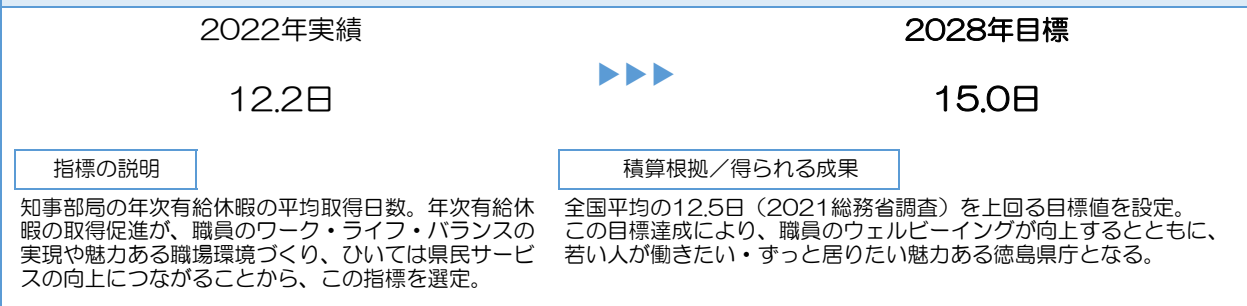 2022年実績
2028年目標
12.2日
▶▶▶
15.0日
指標の説明
積算根拠／得られる成果
知事部局の年次有給休暇の平均取得日数。年次有給休
暇の取得促進が、職員のワーク・ライフ・バランスの
実現や魅力ある職場環境づくり、ひいては県民サービ
スの向上につながることから、この指標を選定。
全国平均の12.5日（2021総務省調査）を上回る目標値を設定。
この目標達成により、職員のウェルビーイングが向上するとともに、
若い人が働きたい・ずっと居りたい魅力ある徳島県庁となる。